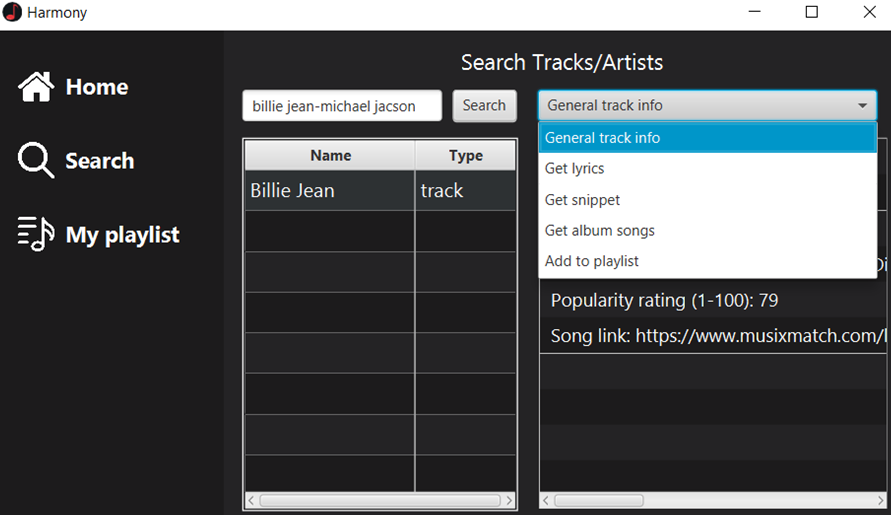 Harmony
Search Tracks/Artists
Home
Search
My playlist
billie jean-michael jacson
Search
Name Type
Billie Jean track
General track info
General track info
Get lyrics
Get snippet
Get album songs
Add to playlist
Popularity rating (1-100): 79
Song link: https://www.musixmatch.com/